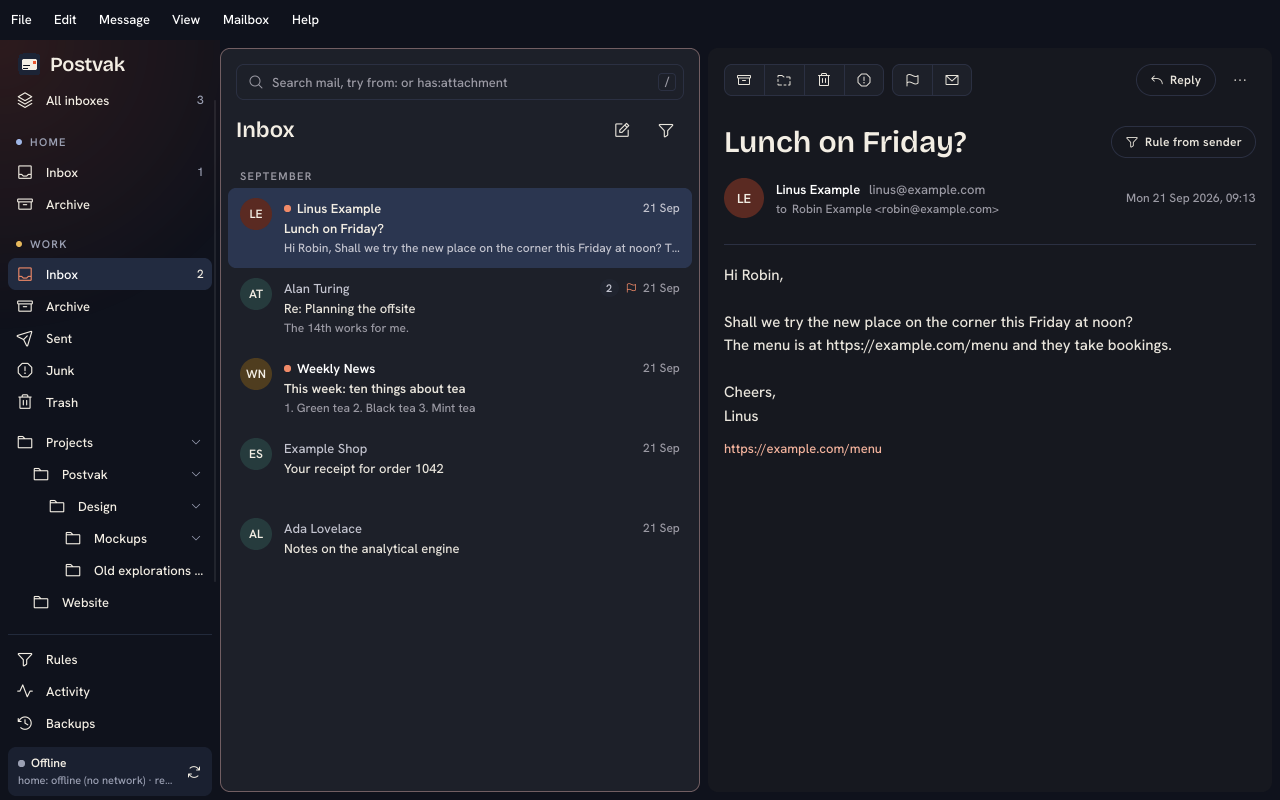 File Edit Message View Mailbox Help
Postvak
All inboxes 3
HOME
Inbox 1
Archive
WORK
Inbox 2
Archive
Sent
Junk
Trash
Projects
Postvak
Design
Mockups
Old explorations ...
Website
Rules
Activity
Backups
Offline
home: offline (no network) · re...
Search mail, try from: or has:attachment /
Inbox
SEPTEMBER
LE Linus Example 21 Sep
Lunch on Friday?
Hi Robin, Shall we try the new place on the corner this Friday at noon? T...
AT Alan Turing 2 21 Sep
Re: Planning the offsite
The 14th works for me.
WN Weekly News 21 Sep
This week: ten things about tea
1. Green tea 2. Black tea 3. Mint tea
ES Example Shop 21 Sep
Your receipt for order 1042
AL Ada Lovelace 21 Sep
Notes on the analytical engine
Reply ...
Lunch on Friday?
Rule from sender
LE Linus Example linus@example.com
to Robin Example <robin@example.com>
Mon 21 Sep 2026, 09:13
Hi Robin,
Shall we try the new place on the corner this Friday at noon?
The menu is at https://example.com/menu and they take bookings.
Cheers,
Linus
https://example.com/menu